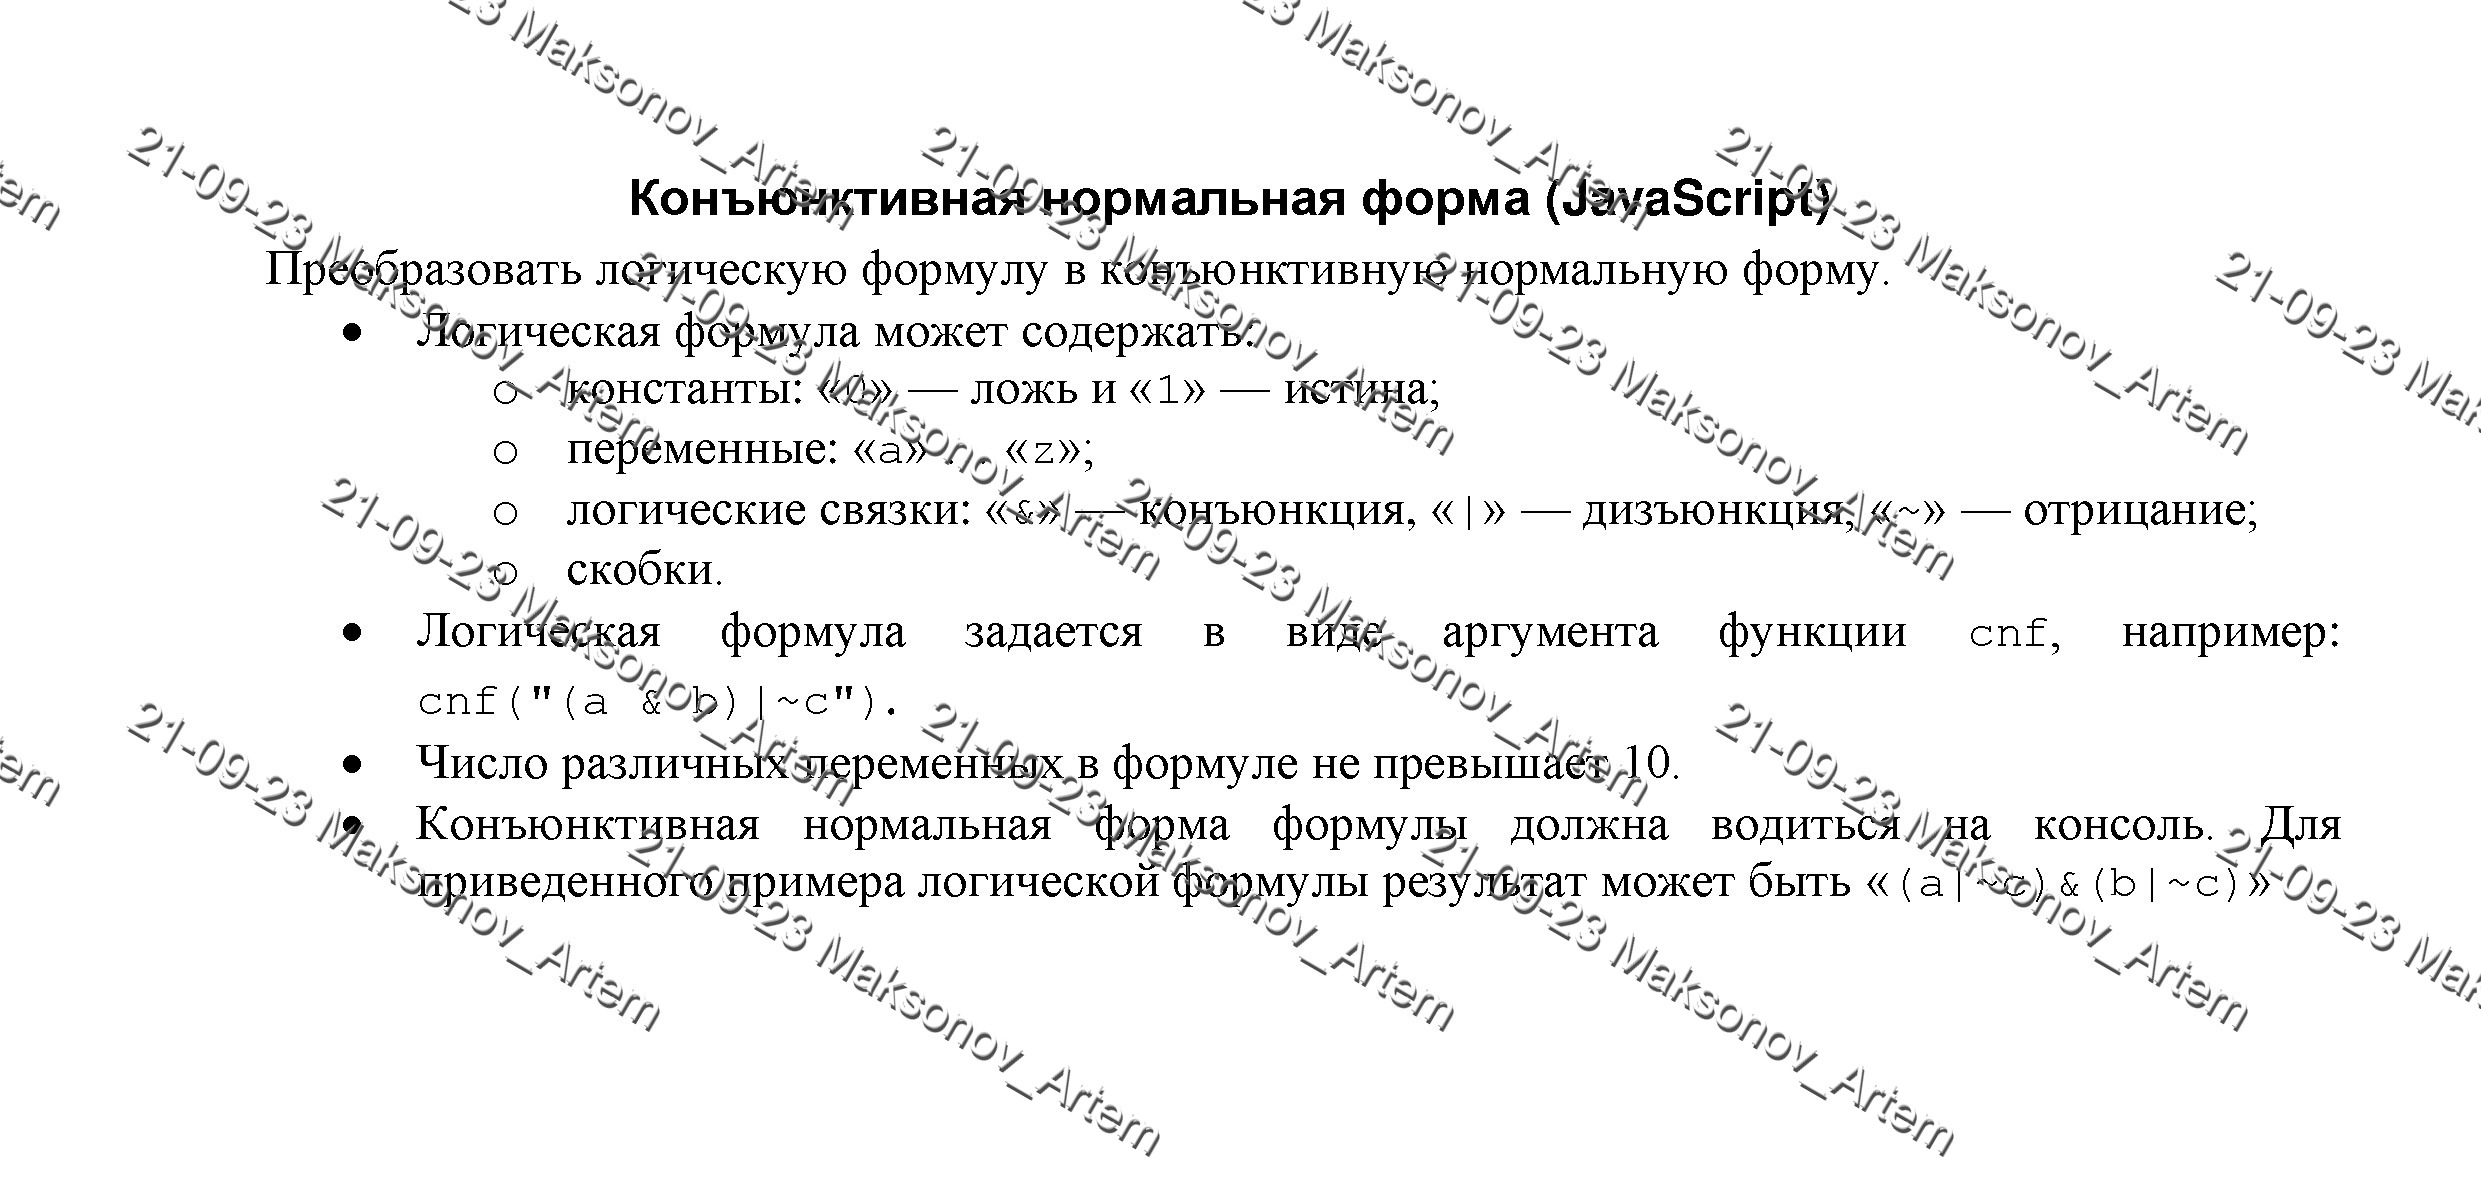 Конъюнктивная нормальная форма (JavaScript)
Преобразовать логическую формулу в конъюнктивную нормальную форму.
• Логическая формула может содержать:
o константы: «0» — ложь и «1» — истина;
o переменные: «a» . . «z»;
o логические связки: «&» — конъюнкция, «|» — дизъюнкция, «~» — отрицание;
o скобки.
• Логическая формула задается в виде аргумента функции cnf, например:
cnf("(a & b)|~c").
• Число различных переменных в формуле не превышает 10.
• Конъюнктивная нормальная форма формулы должна водиться на консоль. Для
приведенного примера логической формулы результат может быть «(a|~c)&(b|~c)»
21-09-23 Maksonov_Artem